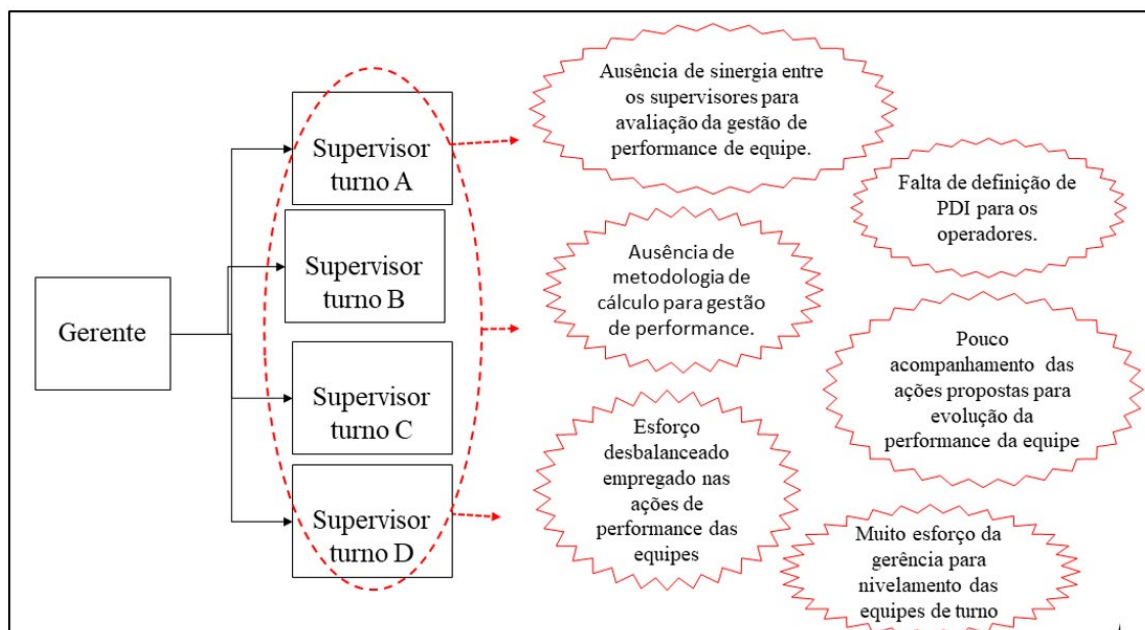 Gerente
Supervisor
turno A
Supervisor
turno B
Supervisor
turno C
Supervisor
turno D
Ausência de sinergia entre
os supervisores para
avaliação da gestão de
performance de equipe.
Falta de definição de
PDI para os
operadores.
Ausência de
metodologia de
cálculo para gestão
de performance.
Pouco
acompanhamento das
ações propostas para
evolução da
performance da equipe
Esforço
desbalanceado
empregado nas
ações de
performance das
equipes
Muito esforço da
gerência para
nivelamento das
equipes de turno